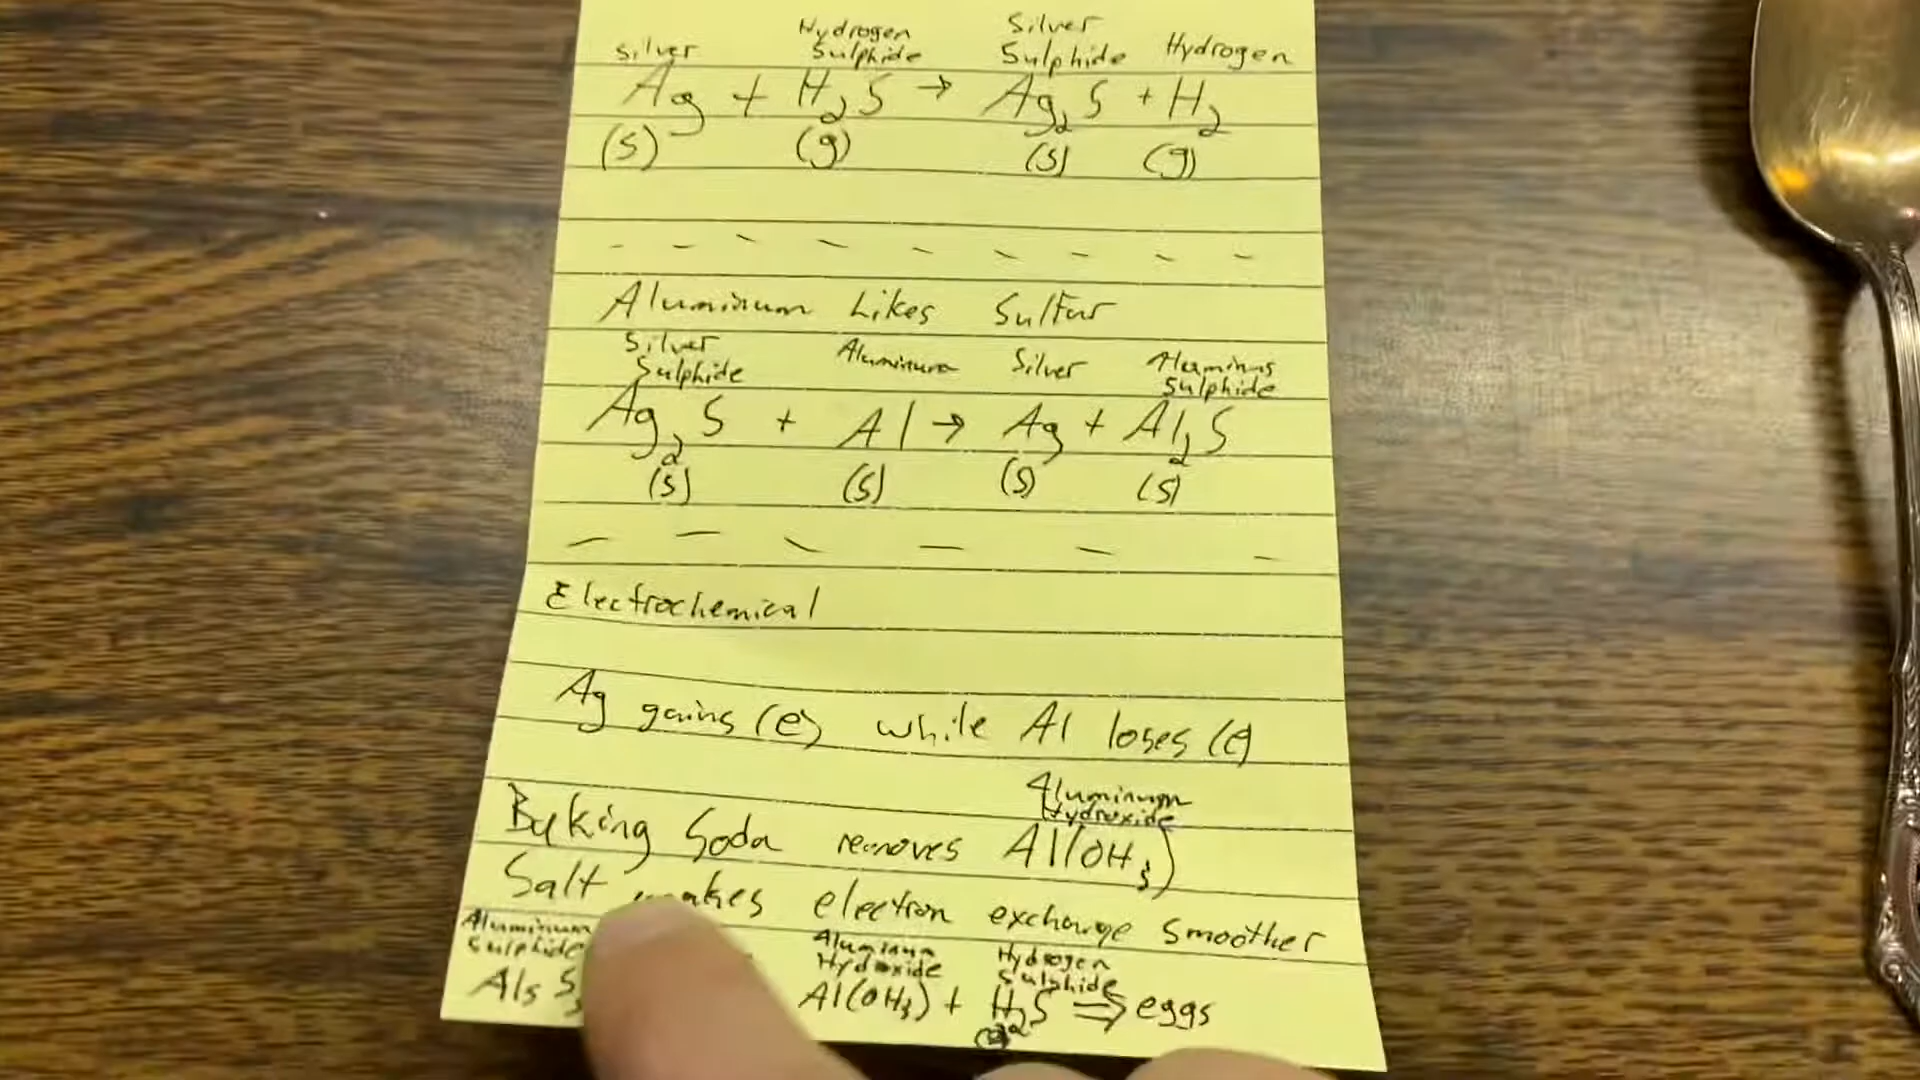 Silver Hydrogen Sulphide Silver Sulphide Hydrogen
Ag + H₂S → Ag₂S + H₂
(s) (g) (s) (g)
Aluminum Likes Sulfur
Silver Sulphide Aluminum Silver Aluminum Sulphide
Ag₂S + Al → Ag + Al₂S
(s) (s) (s) (s)
Electrochemical
Ag gains (e) while Al loses (e)
Aluminum Hydroxide
Baking Soda removes Al(OH₃)
Salt makes electron exchange smoother
Aluminum Sulphide Aluminum Hydroxide Hydrogen Sulphide
Al(OH₃) + H₂S ⇒ eggs